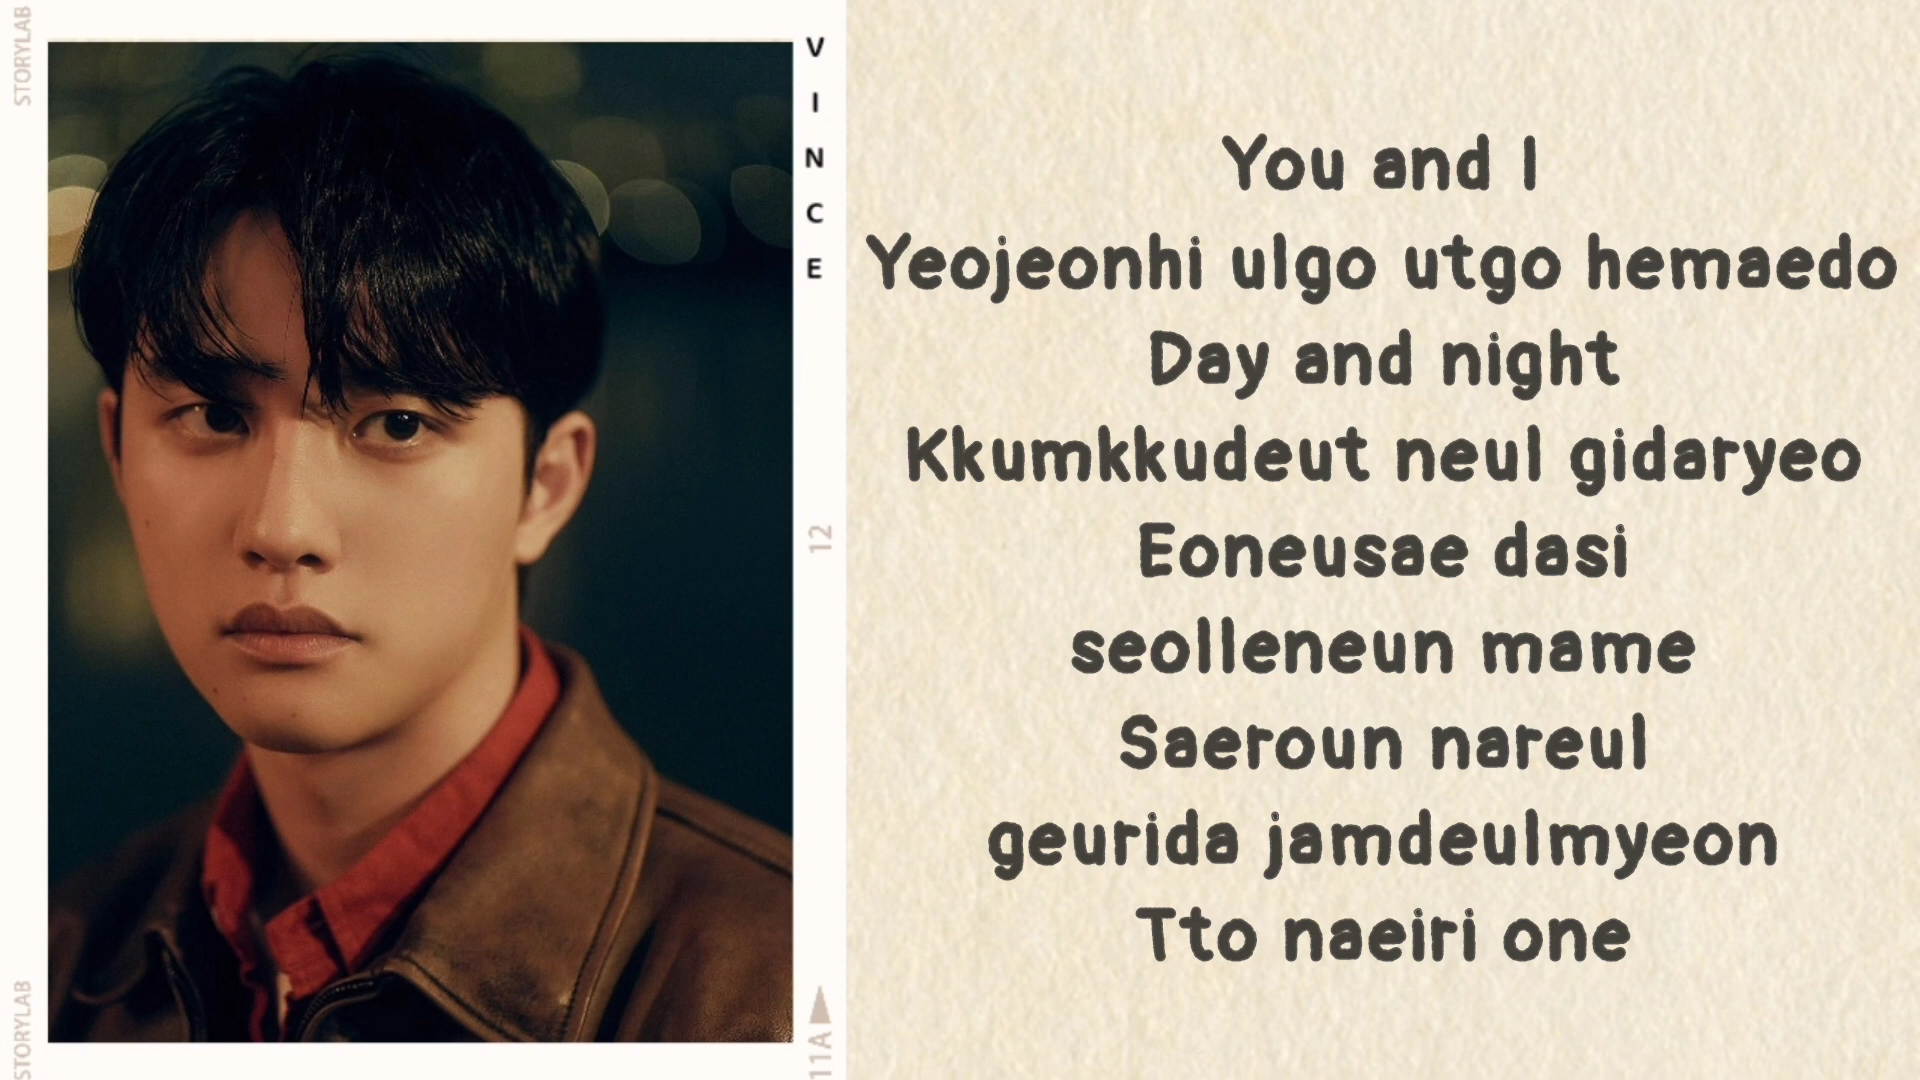 STORYLAB
VINCE
12
11A
STORYLAB
You and I
Yeojeonhi ulgo utgo hemaedo
Day and night
Kkumkkudeut neul gidaryeo
Eoneusae dasi
seolleneun mame
Saeroun nareul
geurida jamdeulmyeon
Tto naeiri one